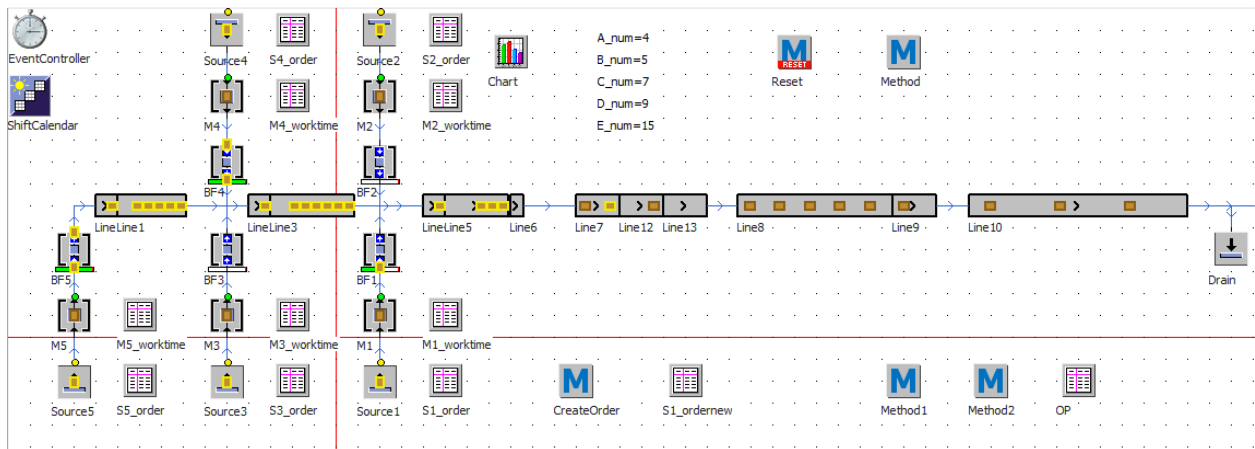 EventController
Source4
S4_order
Source2
S2_order
Chart
A_num=4
B_num=5
C_num=7
D_num=9
E_num=15
RESET
Reset
M
Method
ShiftCalendar
M4
M4_worktime
M2
M2_worktime
BF4
BF2
LineLine1
LineLine3
LineLine5
Line6
Line7
Line12
Line13
Line8
Line9
Line10
BF5
BF3
BF1
Drain
M5
M5_worktime
M3
M3_worktime
M1
M1_worktime
Source5
S5_order
Source3
S3_order
Source1
S1_order
M
CreateOrder
S1_ordernew
M
Method1
M
Method2
OP